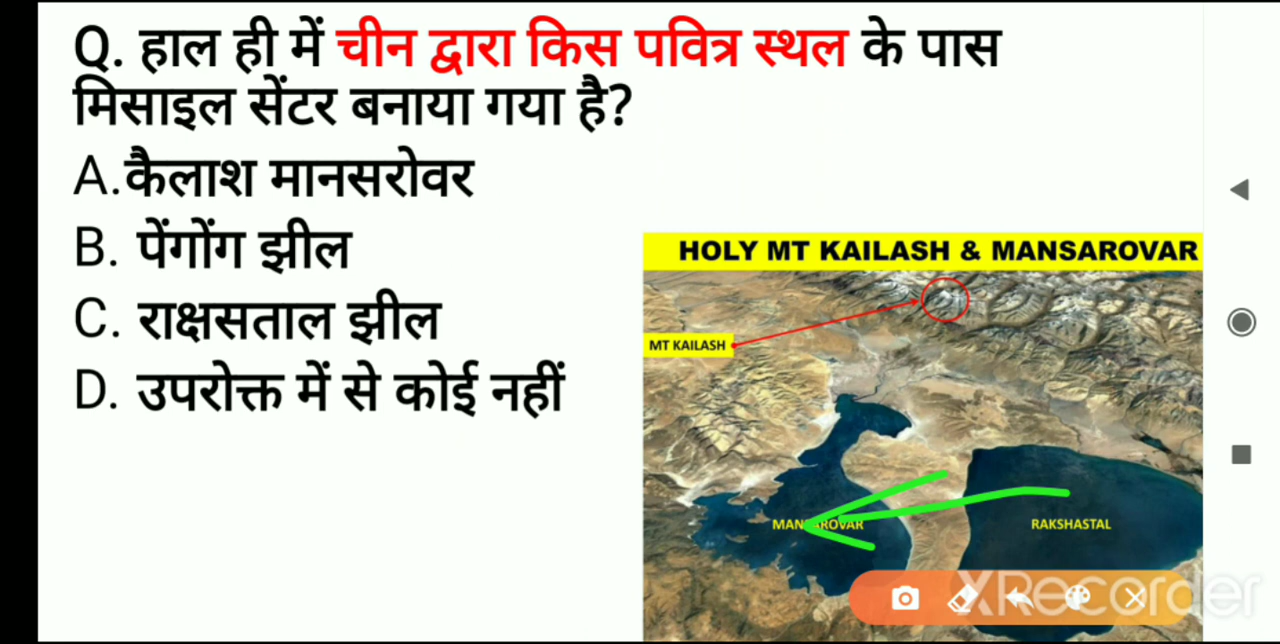 Q. हाल ही में चीन द्वारा किस पवित्र स्थल के पास
मिसाइल सेंटर बनाया गया है?
A.कैलाश मानसरोवर
B. पेंगोंग झील
C. राक्षसताल झील
D. उपरोक्त में से कोई नहीं
HOLY MT KAILASH & MANSAROVAR
MT KAILASH
MANSAROVAR
RAKSHASTAL
XRecorder